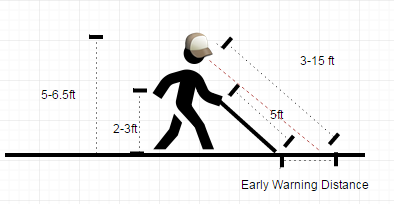 3-15 ft
5-6.5ft
5ft
2-3ft
Early Warning Distance